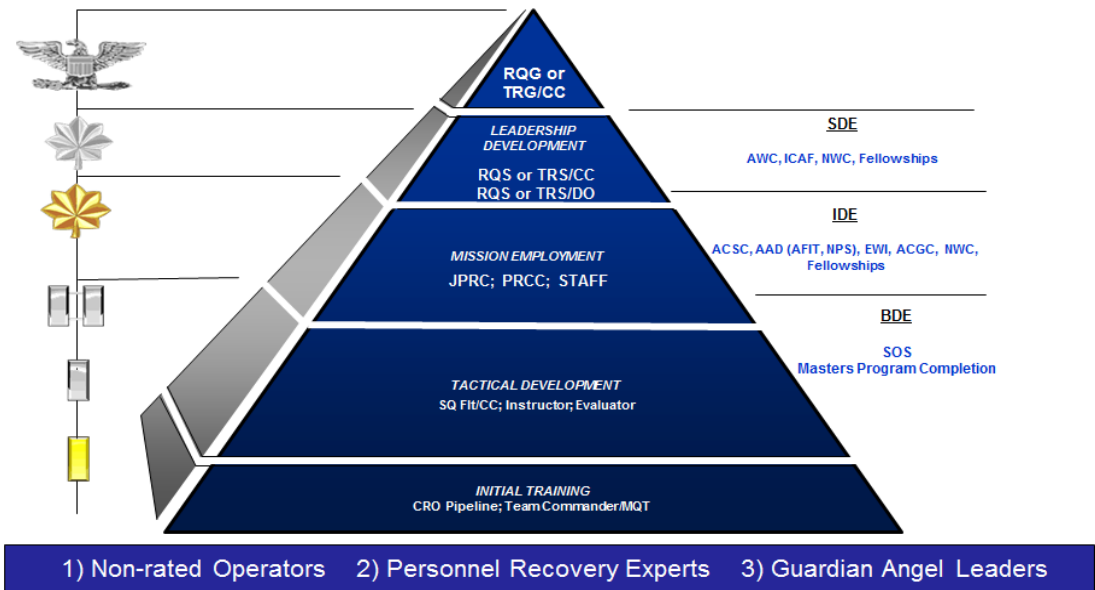 RQG or
TRG/CC
LEADERSHIP
DEVELOPMENT
RQS or TRS/CC
RQS or TRS/DO
MISSION EMPLOYMENT
JPRC; PRCC; STAFF
TACTICAL DEVELOPMENT
SQ Flt/CC; Instructor; Evaluator
INITIAL TRAINING
CRO Pipeline; Team Commander/MQT
SDE
AWC, ICAF, NWC, Fellowships
IDE
ACSC, AAD (AFIT, NPS), EWI, ACGC, NWC,
Fellowships
BDE
SOS
Masters Program Completion
1) Non-rated Operators 2) Personnel Recovery Experts 3) Guardian Angel Leaders